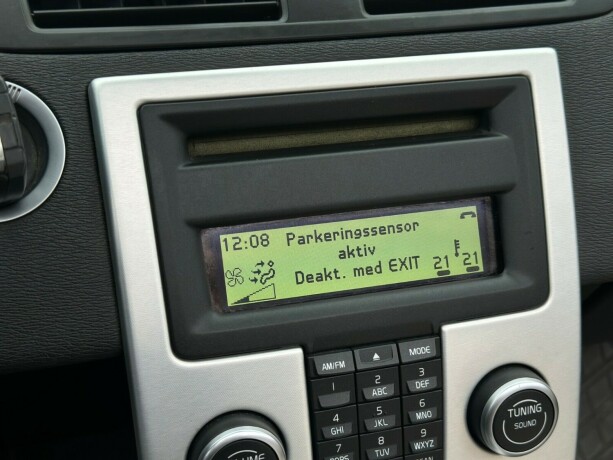 12:08 Parkeringssensor
aktiv
Deakt. med EXIT 21 21
AM/FM MODE
1 2 ABC 3 DEF
4 GHI 5 JKL 6 MNO
7 8 TUV 9 WXYZ
TUNING
SOUND